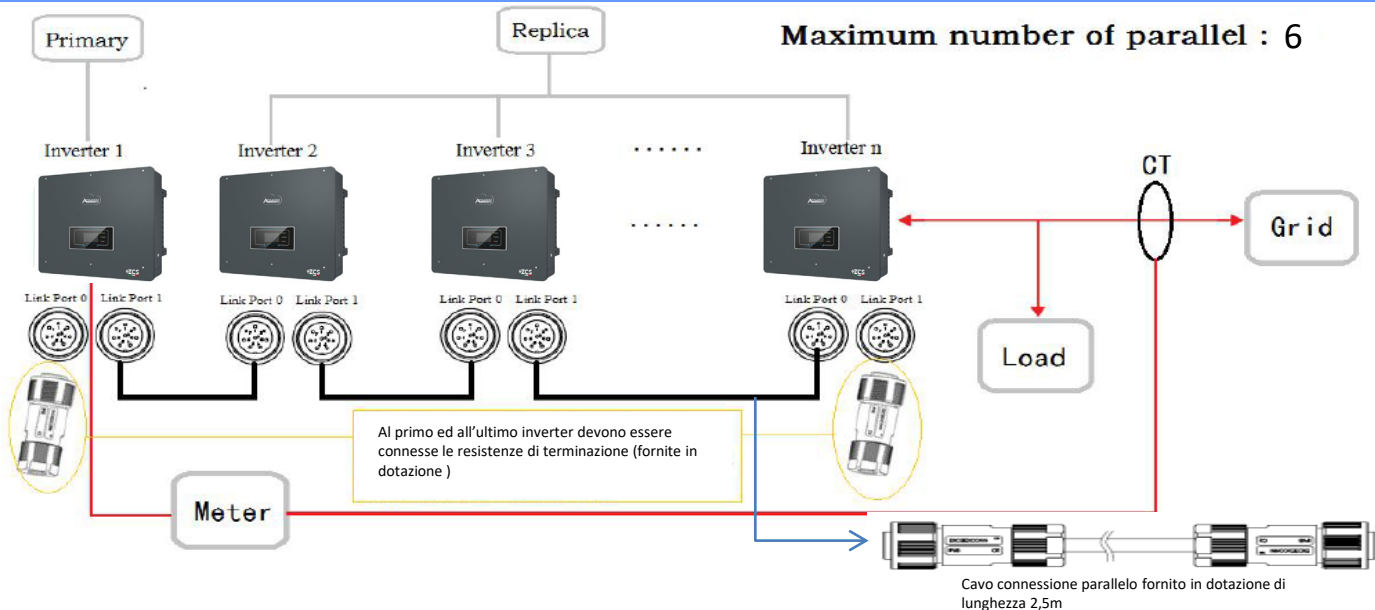 Primary
Replica
Maximum number of parallel : 6
Inverter 1
Inverter 2
Inverter 3
......
Inverter n
......
CT
Grid
Load
Link Port 0
Link Port 1
Link Port 0
Link Port 1
Link Port 0
Link Port 1
Link Port 0
Link Port 1
Al primo ed all’ultimo inverter devono essere
connesse le resistenze di terminazione (fornite in
dotazione )
Meter
Cavo connessione parallelo fornito in dotazione di
lunghezza 2,5m